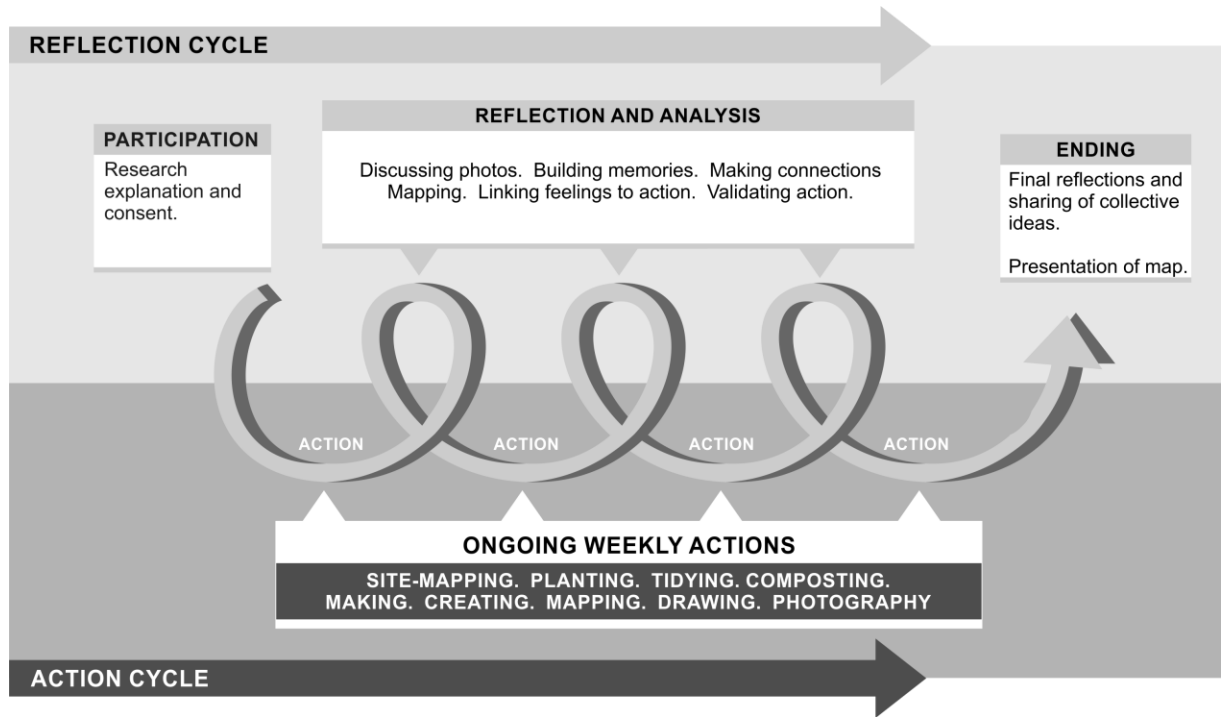 REFLECTION CYCLE
PARTICIPATION
Research
explanation and
consent.
REFLECTION AND ANALYSIS
Discussing photos.  Building memories.  Making connections
Mapping.  Linking feelings to action.  Validating action.
ENDING
Final reflections and
sharing of collective
ideas.
Presentation of map.
ACTION
ACTION
ACTION
ACTION
ONGOING WEEKLY ACTIONS
SITE-MAPPING.  PLANTING.  TIDYING. COMPOSTING.
MAKING.  CREATING.  MAPPING.  DRAWING.  PHOTOGRAPHY
ACTION CYCLE